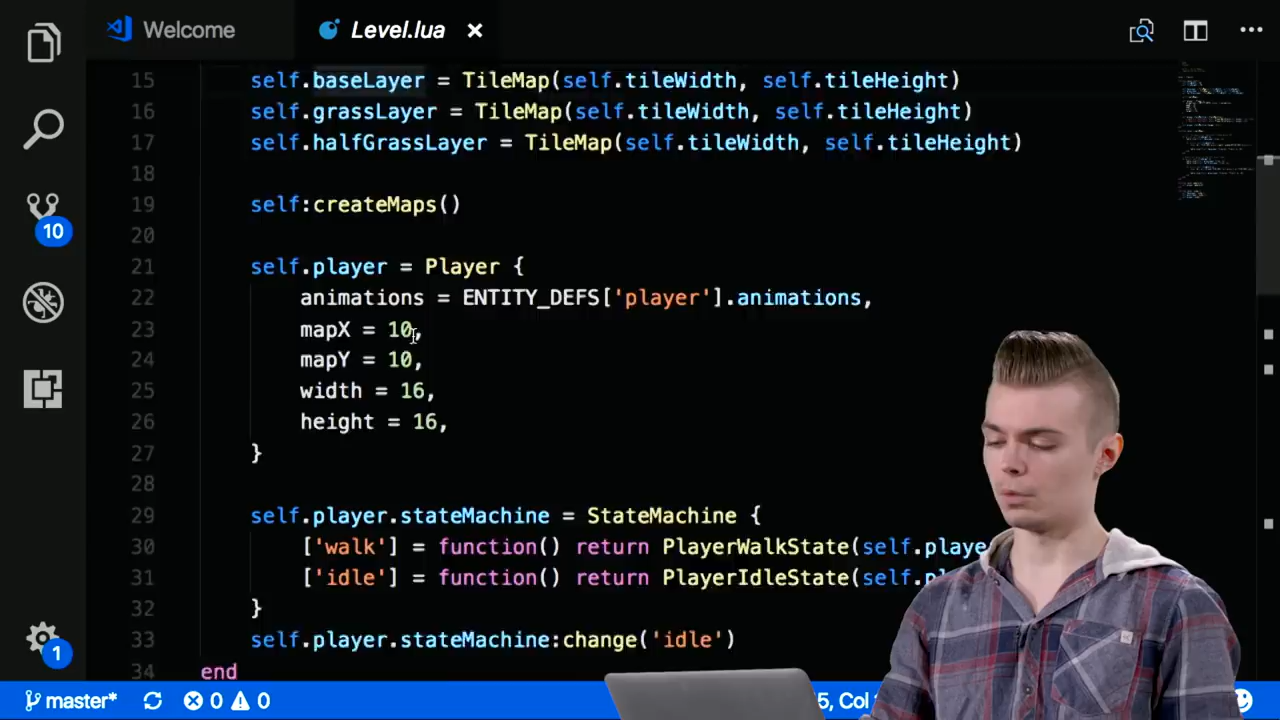 Welcome
Level.lua
15 self.baseLayer = TileMap(self.tileWidth, self.tileHeight)
16 self.grassLayer = TileMap(self.tileWidth, self.tileHeight)
17 self.halfGrassLayer = TileMap(self.tileWidth, self.tileHeight)
18
19 self:createMaps()
20
21 self.player = Player {
22 animations = ENTITY_DEFS['player'].animations,
23 mapX = 10,
24 mapY = 10,
25 width = 16,
26 height = 16,
27 }
28
29 self.player.stateMachine = StateMachine {
30 ['walk'] = function() return PlayerWalkState(self.playe
31 ['idle'] = function() return PlayerIdleState(self.
32 }
33 self.player.stateMachine:change('idle')
34 end
10
1
master* 0 0